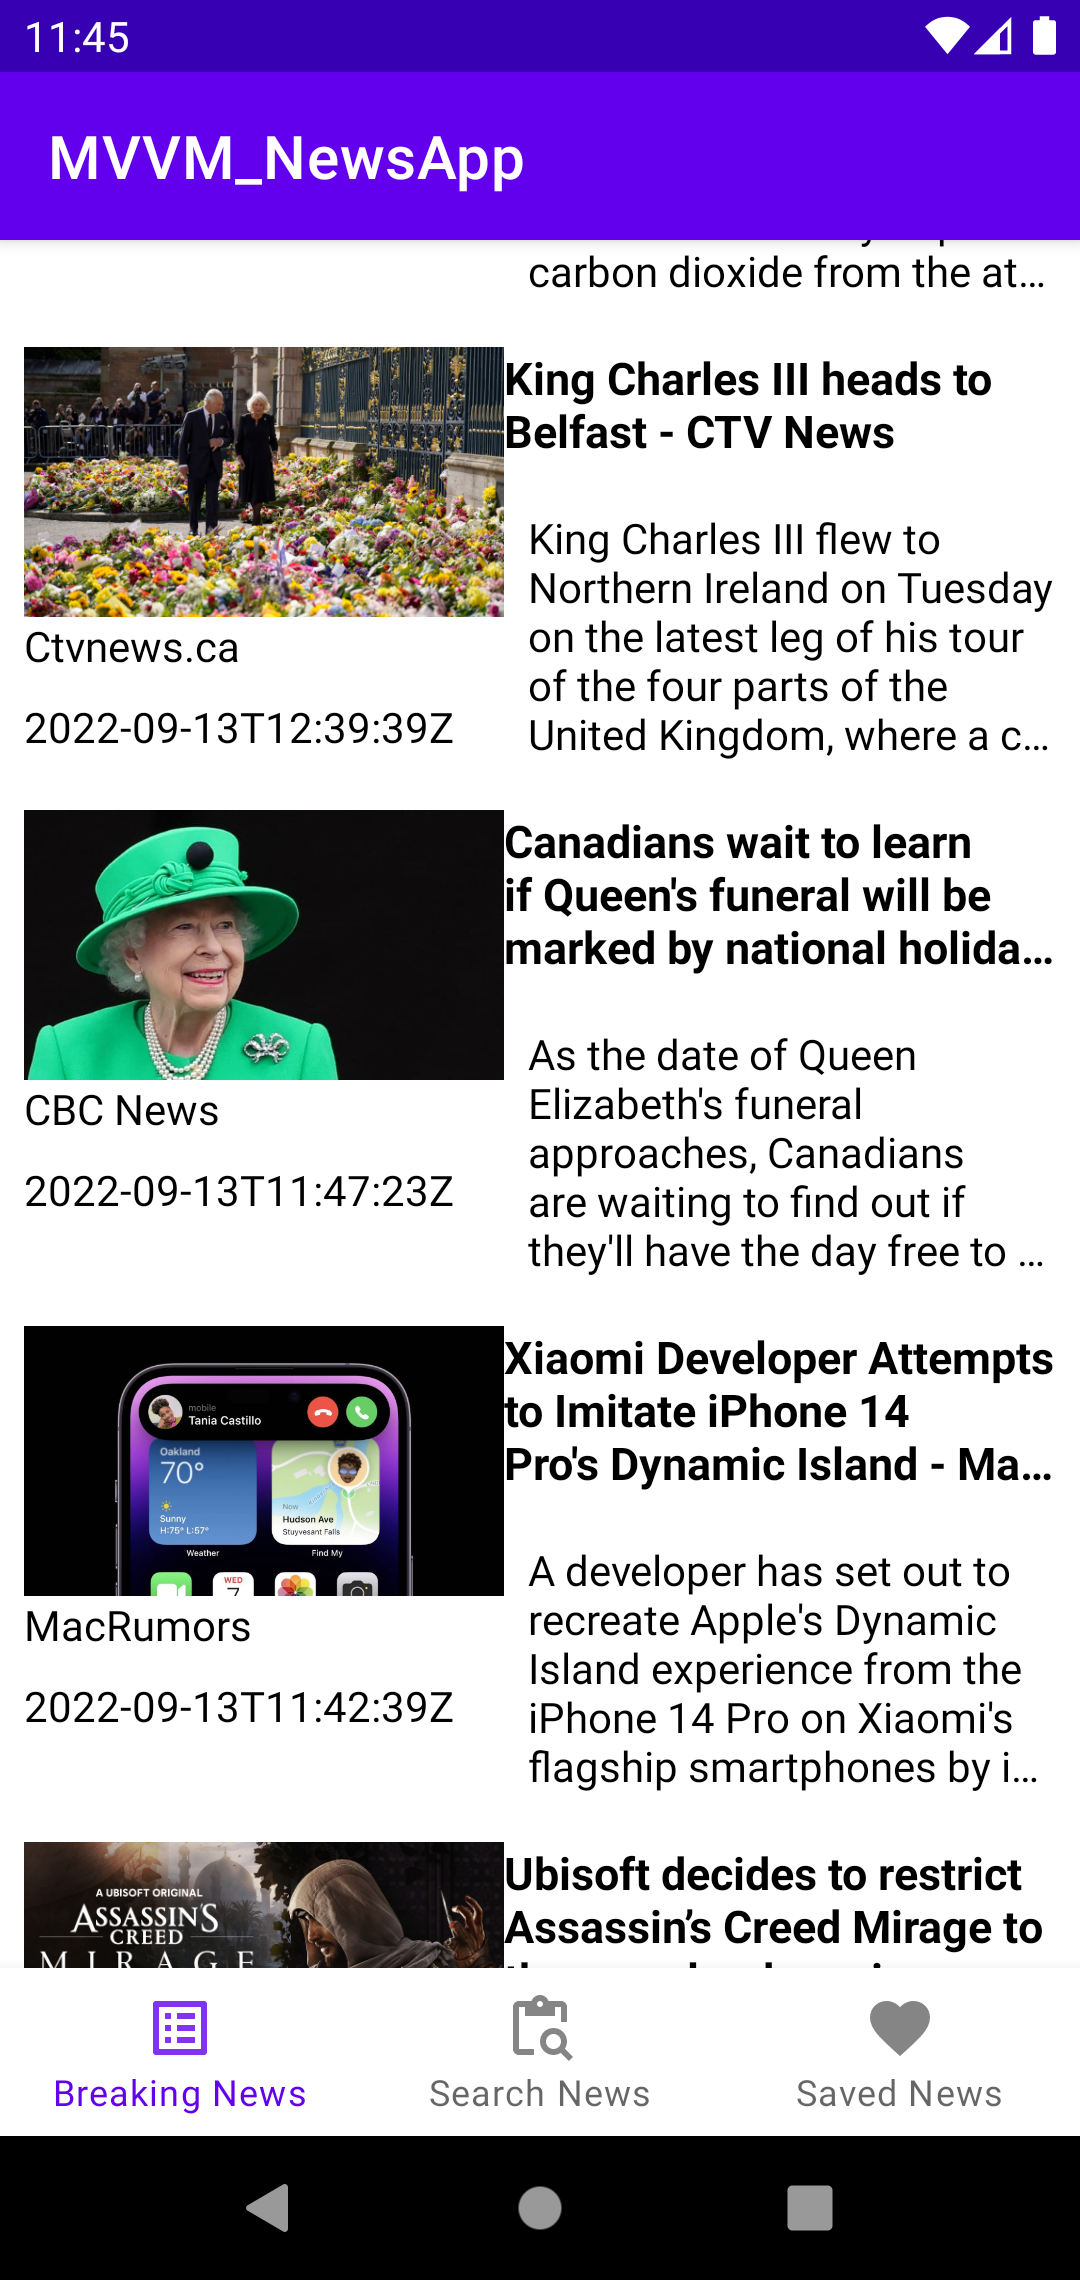 11:45
MVVM_NewsApp
carbon dioxide from the at…
King Charles III heads to
Belfast - CTV News
King Charles III flew to
Northern Ireland on Tuesday
on the latest leg of his tour
of the four parts of the
United Kingdom, where a c…
Ctvnews.ca
2022-09-13T12:39:39Z
Canadians wait to learn
if Queen's funeral will be
marked by national holida…
As the date of Queen
Elizabeth's funeral
approaches, Canadians
are waiting to find out if
they'll have the day free to …
CBC News
2022-09-13T11:47:23Z
mobile
Tania Castillo
Oakland
70°
Sunny
H:75° L:57°
Weather
Now
Hudson Ave
Stuyvesant Falls
Find My
WED
7
Xiaomi Developer Attempts
to Imitate iPhone 14
Pro's Dynamic Island - Ma…
A developer has set out to
recreate Apple's Dynamic
Island experience from the
iPhone 14 Pro on Xiaomi's
flagship smartphones by i…
MacRumors
2022-09-13T11:42:39Z
A UBISOFT ORIGINAL
ASSASSIN'S
CREED
MIRAGE
Ubisoft decides to restrict
Assassin’s Creed Mirage to
Breaking News
Search News
Saved News